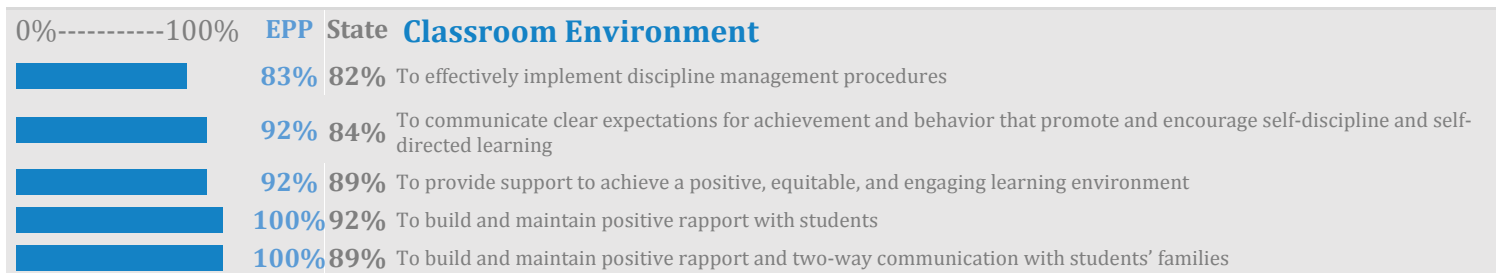 0%-----------100% EPP State Classroom Environment
83% 82% To effectively implement discipline management procedures
92% 84% To communicate clear expectations for achievement and behavior that promote and encourage self-discipline and self-
directed learning
92% 89% To provide support to achieve a positive, equitable, and engaging learning environment
100% 92% To build and maintain positive rapport with students
100% 89% To build and maintain positive rapport and two-way communication with students’ families